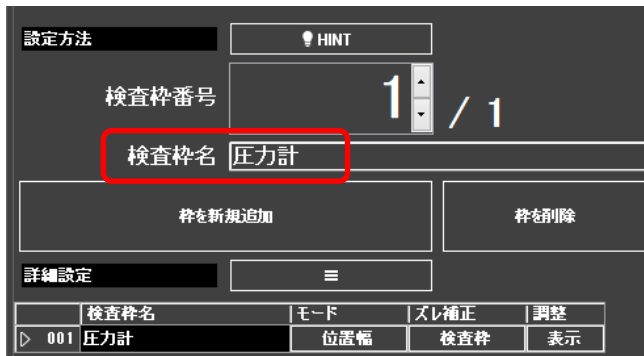 設定方法 HINT
検査枠番号 1 / 1
検査枠名 圧力計
枠を新規追加 枠を削除
詳細設定 ≡
検査枠名 モード ズレ補正 調整
001 圧力計 位置幅 検査枠 表示